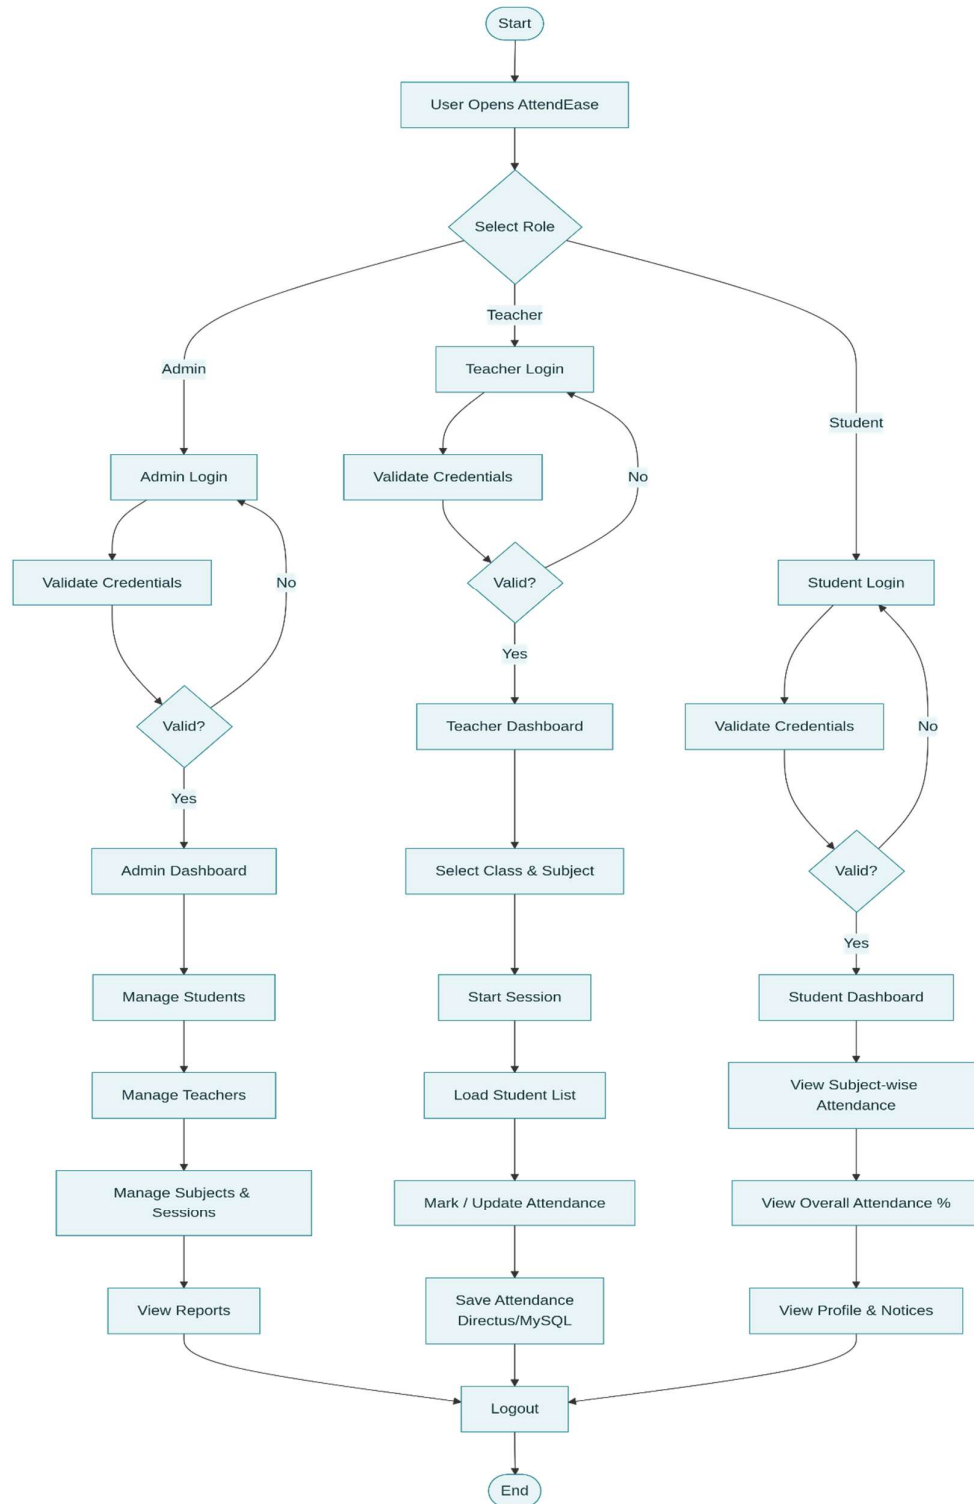 Start
User Opens AttendEase
Select Role
Teacher
Admin
Teacher Login
Student
Admin Login
Validate Credentials
No
Validate Credentials
No
Valid?
Student Login
Yes
Valid?
Teacher Dashboard
Validate Credentials
No
Yes
Admin Dashboard
Select Class & Subject
Valid?
Yes
Manage Students
Start Session
Student Dashboard
Manage Teachers
Load Student List
View Subject-wise
Attendance
Manage Subjects &
Sessions
Mark / Update Attendance
View Overall Attendance %
View Reports
Save Attendance
Directus/MySQL
View Profile & Notices
Logout
End